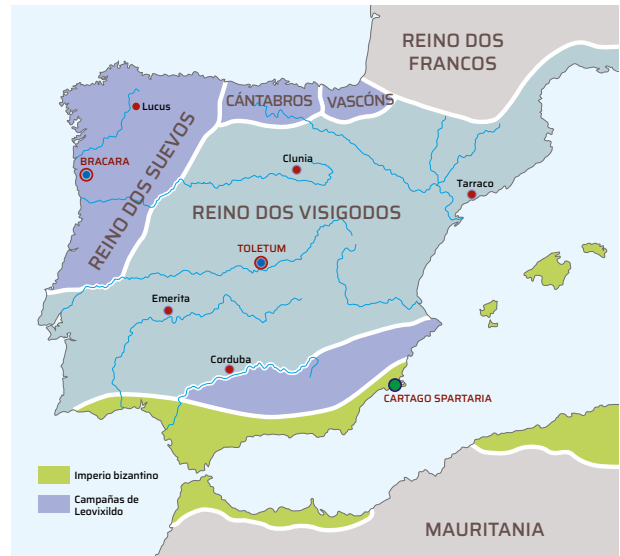 REINO DOS
FRANCOS
CÁNTABROS
VASCÓNS
Lucus
BRACARA
REINO DOS SUEVOS
Clunia
Tarraco
REINO DOS VISIGODOS
TOLETUM
Emerita
Corduba
CARTAGO SPARTARIA
Imperio bizantino
Campañas de
Leovixildo
MAURITANIA